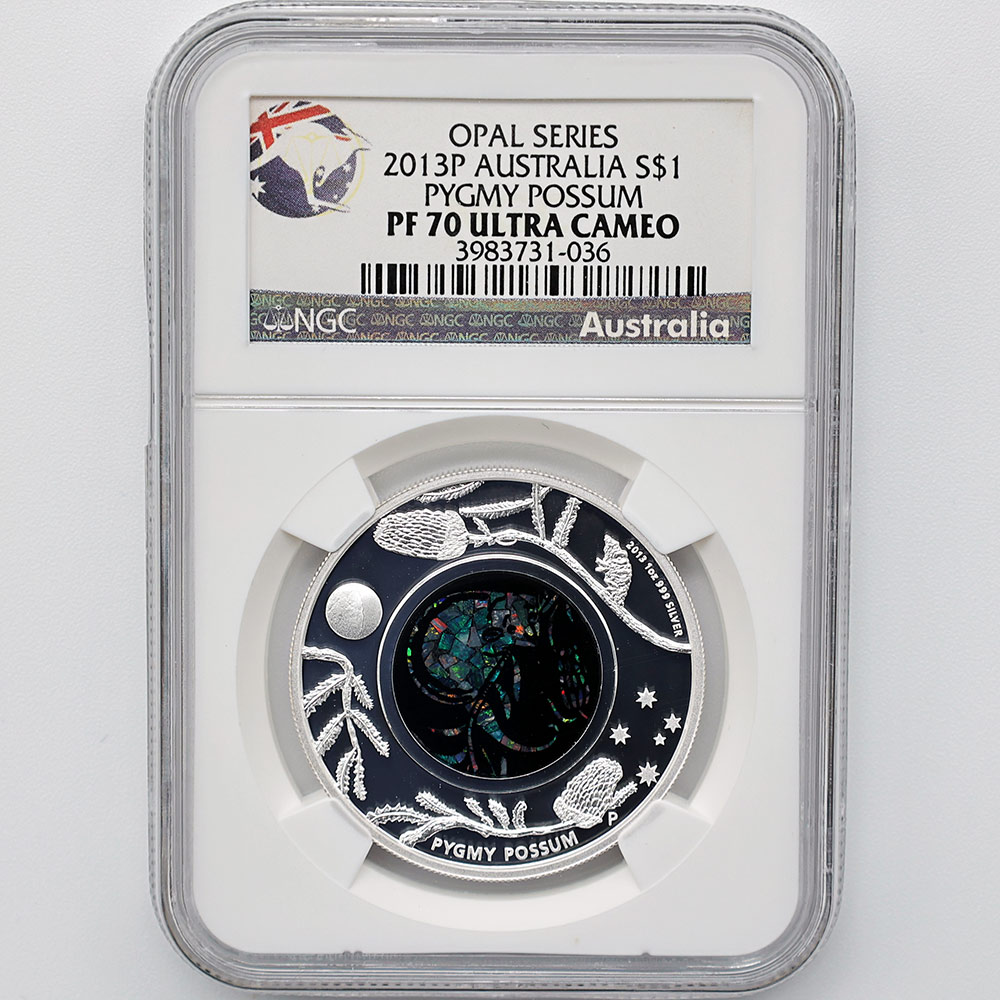 OPAL SERIES
2013P AUSTRALIA S$1
PYGMY POSSUM
PF 70 ULTRA CAMEO
3983731-036
NGC
Australia
2013 1oz 999 SILVER
P
PYGMY POSSUM